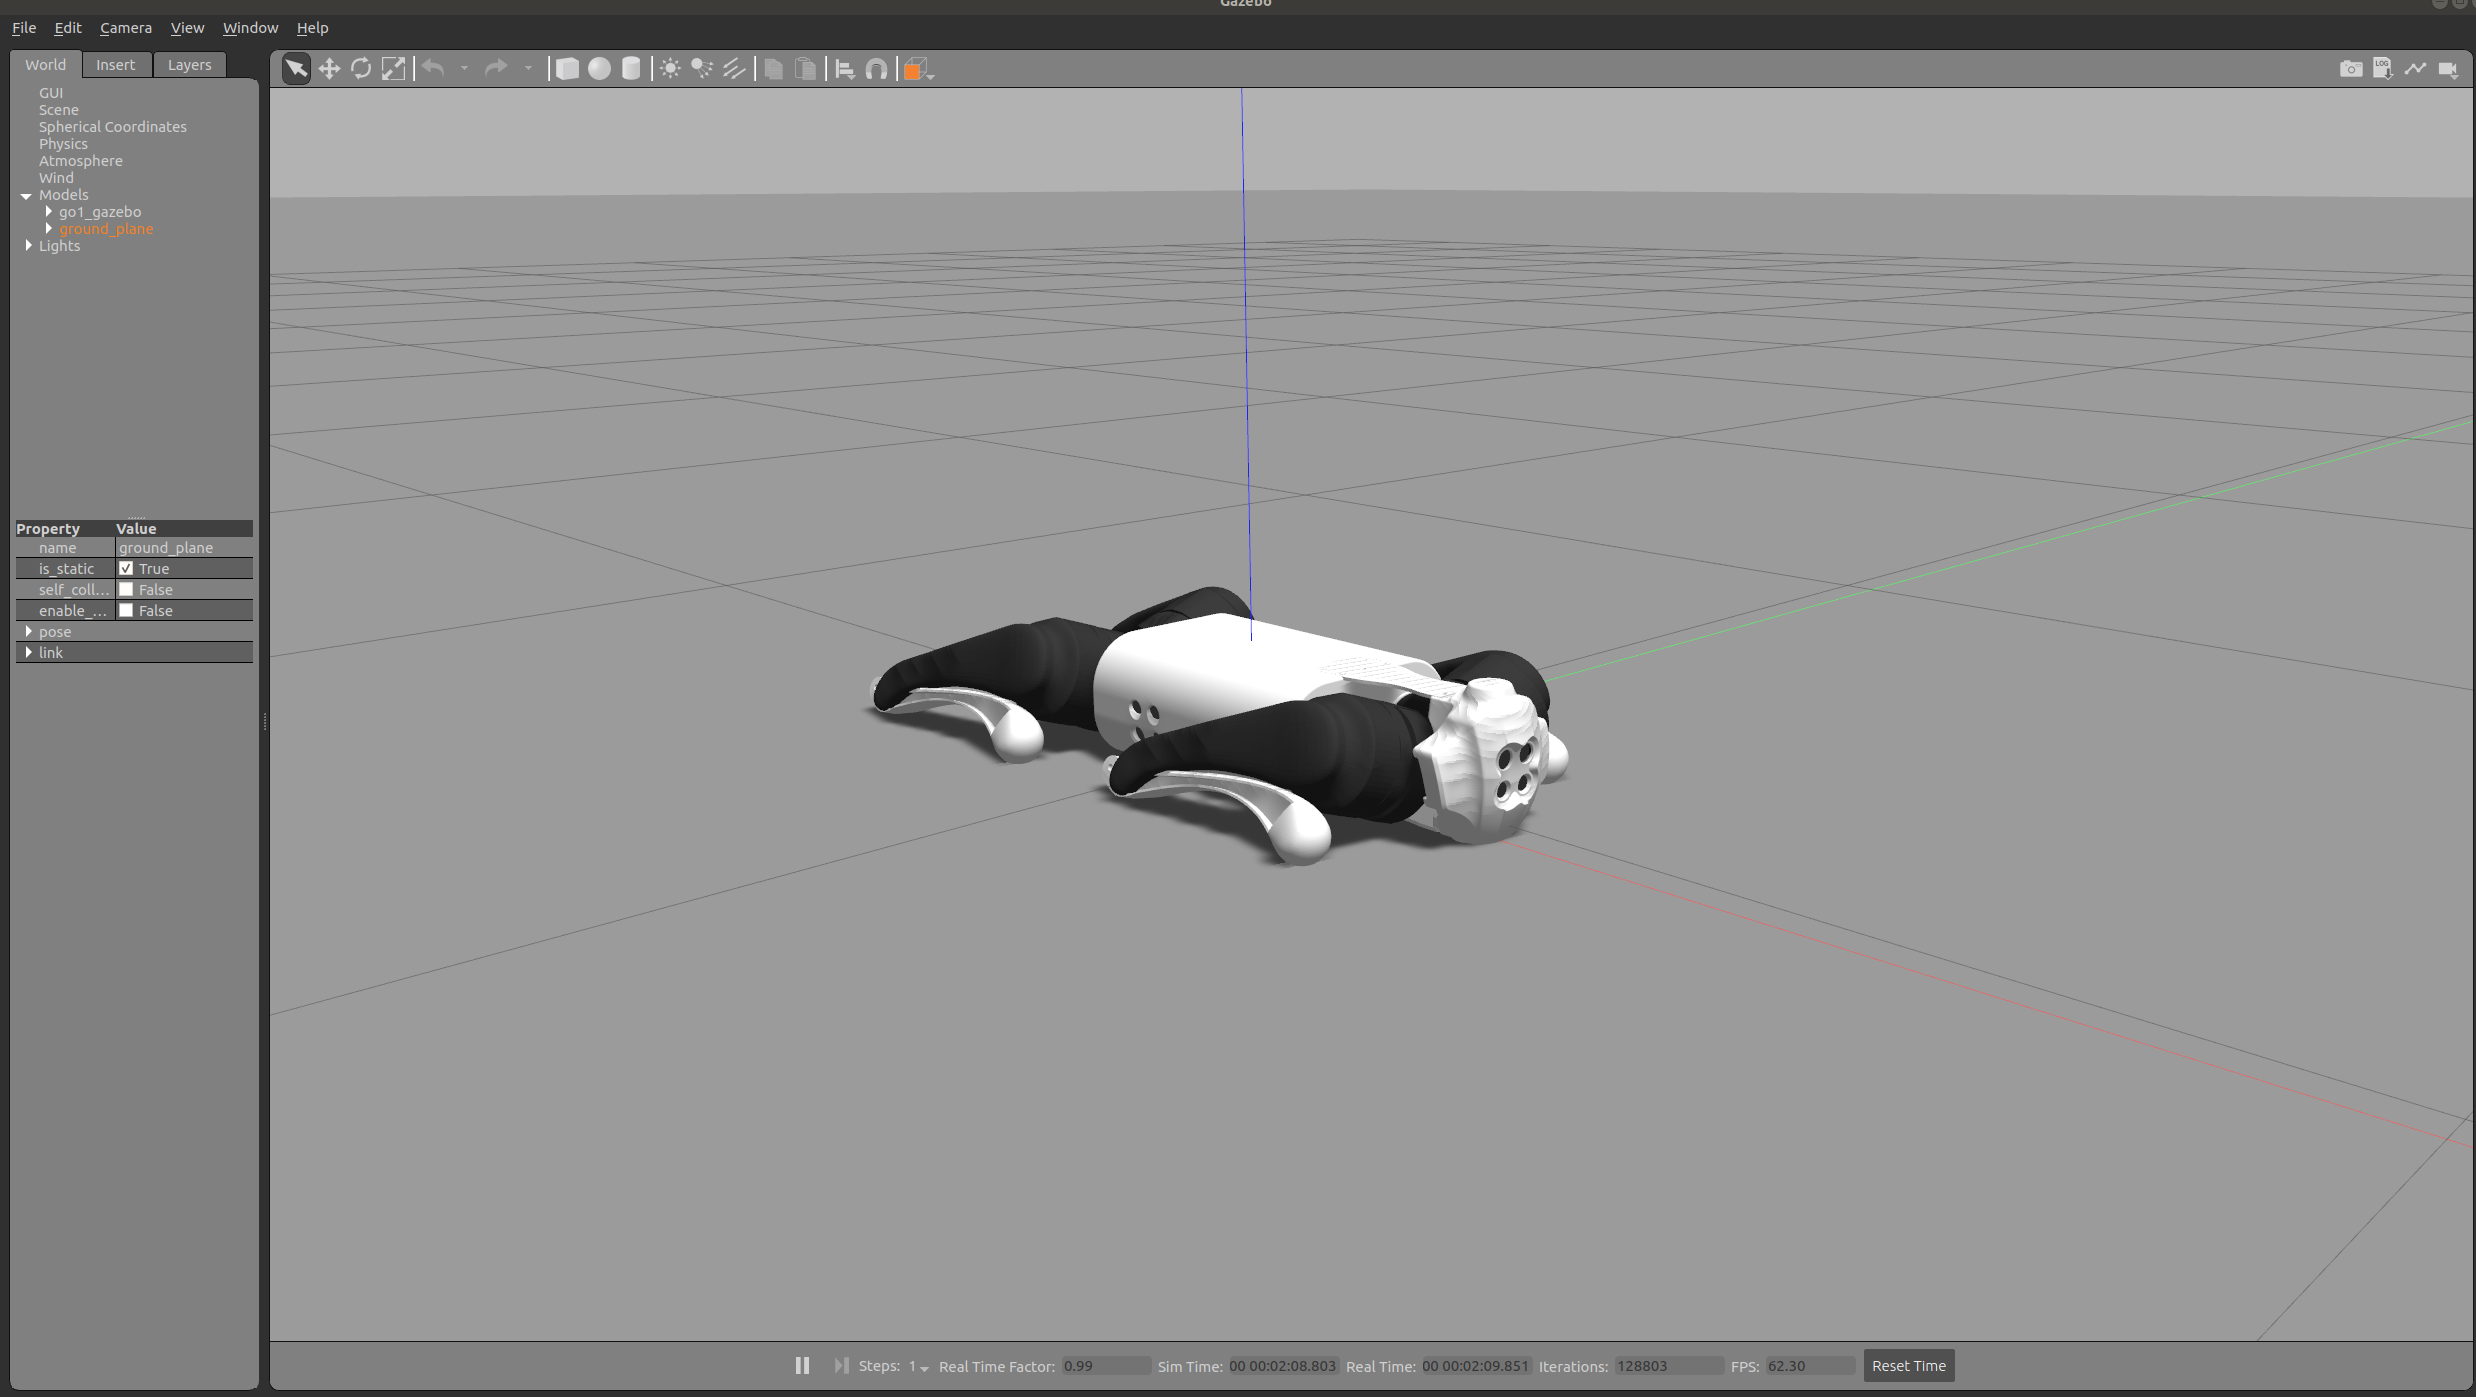 Gazebo
File Edit Camera View Window Help
World Insert Layers
GUI
Scene
Spherical Coordinates
Physics
Atmosphere
Wind
Models
go1_gazebo
ground_plane
Lights
LOG
Property Value
name ground_plane
is_static True
self_coll... False
enable_... False
pose
link
Steps: 1 Real Time Factor: 0.99 Sim Time: 00 00:02:08.803 Real Time: 00 00:02:09.851 Iterations: 128803 FPS: 62.30 Reset Time